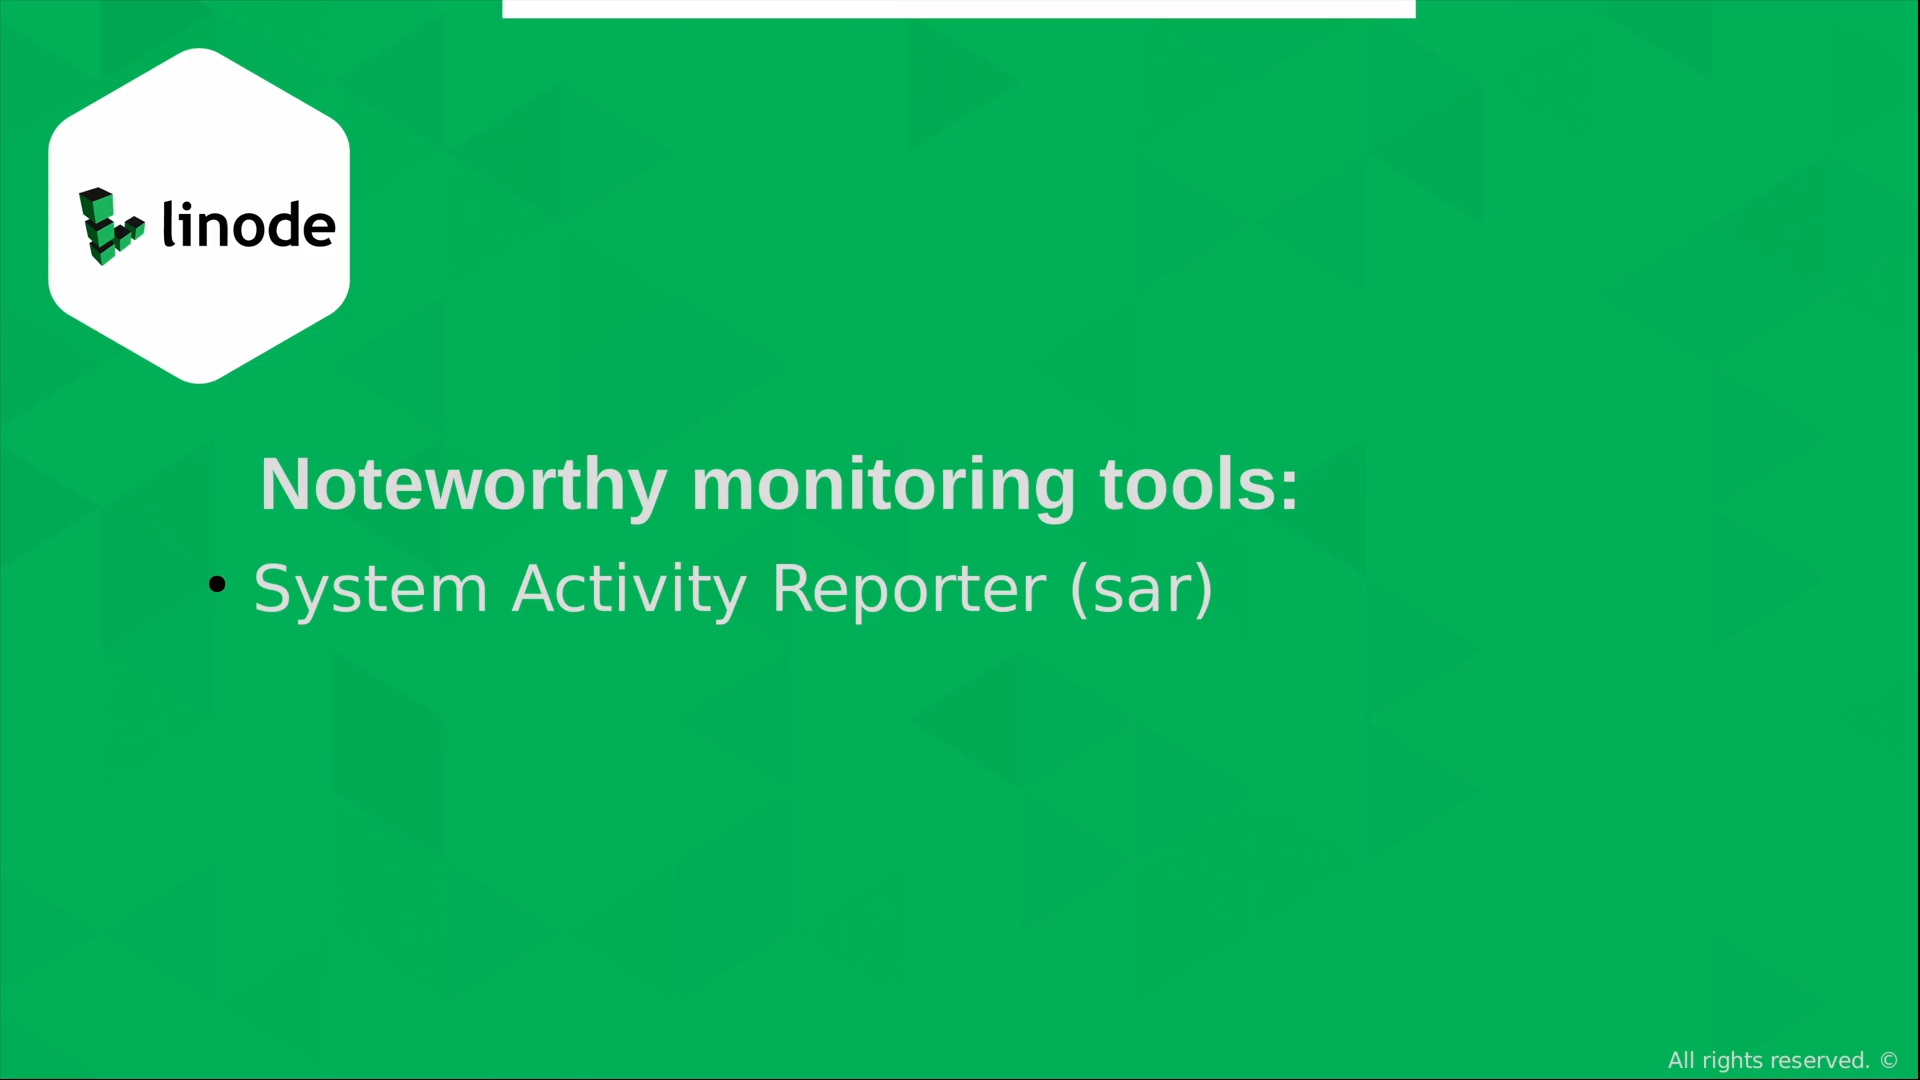 linode
Noteworthy monitoring tools:
• System Activity Reporter (sar)
All rights reserved. ©